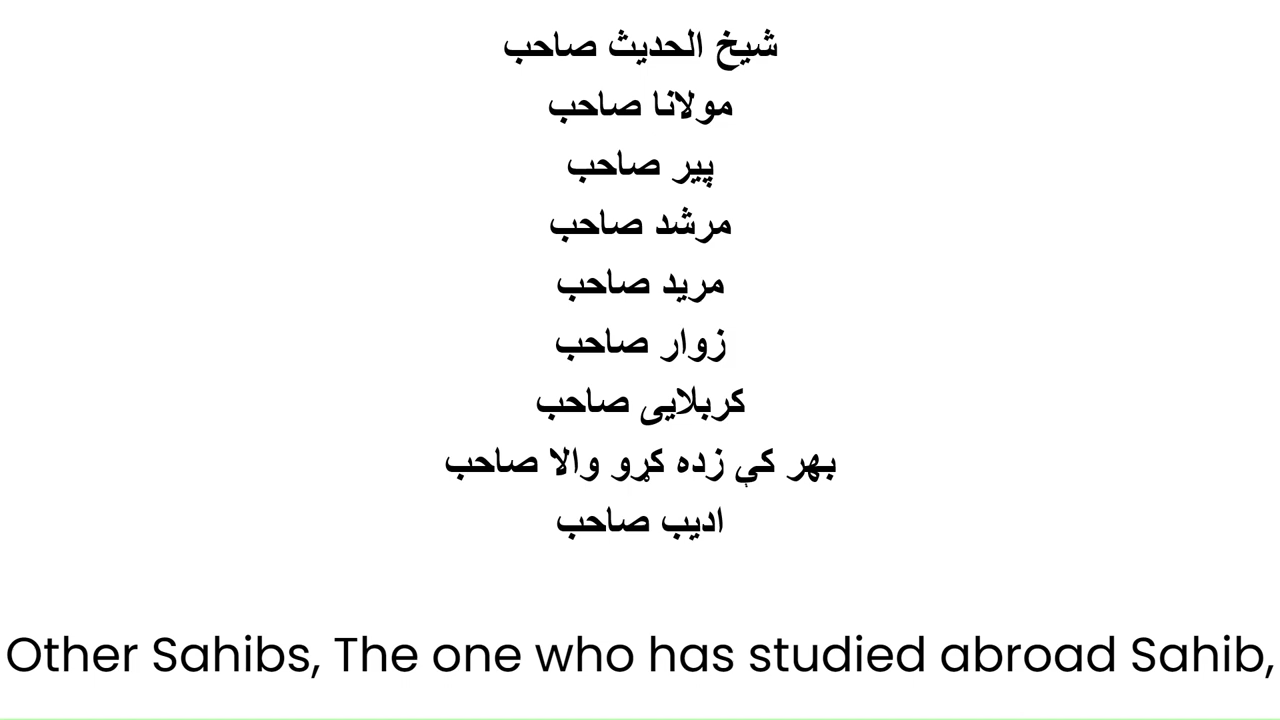 شیخ الحدیث صاحب
مولانا صاحب
پیر صاحب
مرشد صاحب
مرید صاحب
زوار صاحب
کربلایی صاحب
بهر کې زده کړو والا صاحب
ادیب صاحب
Other Sahibs, The one who has studied abroad Sahib,